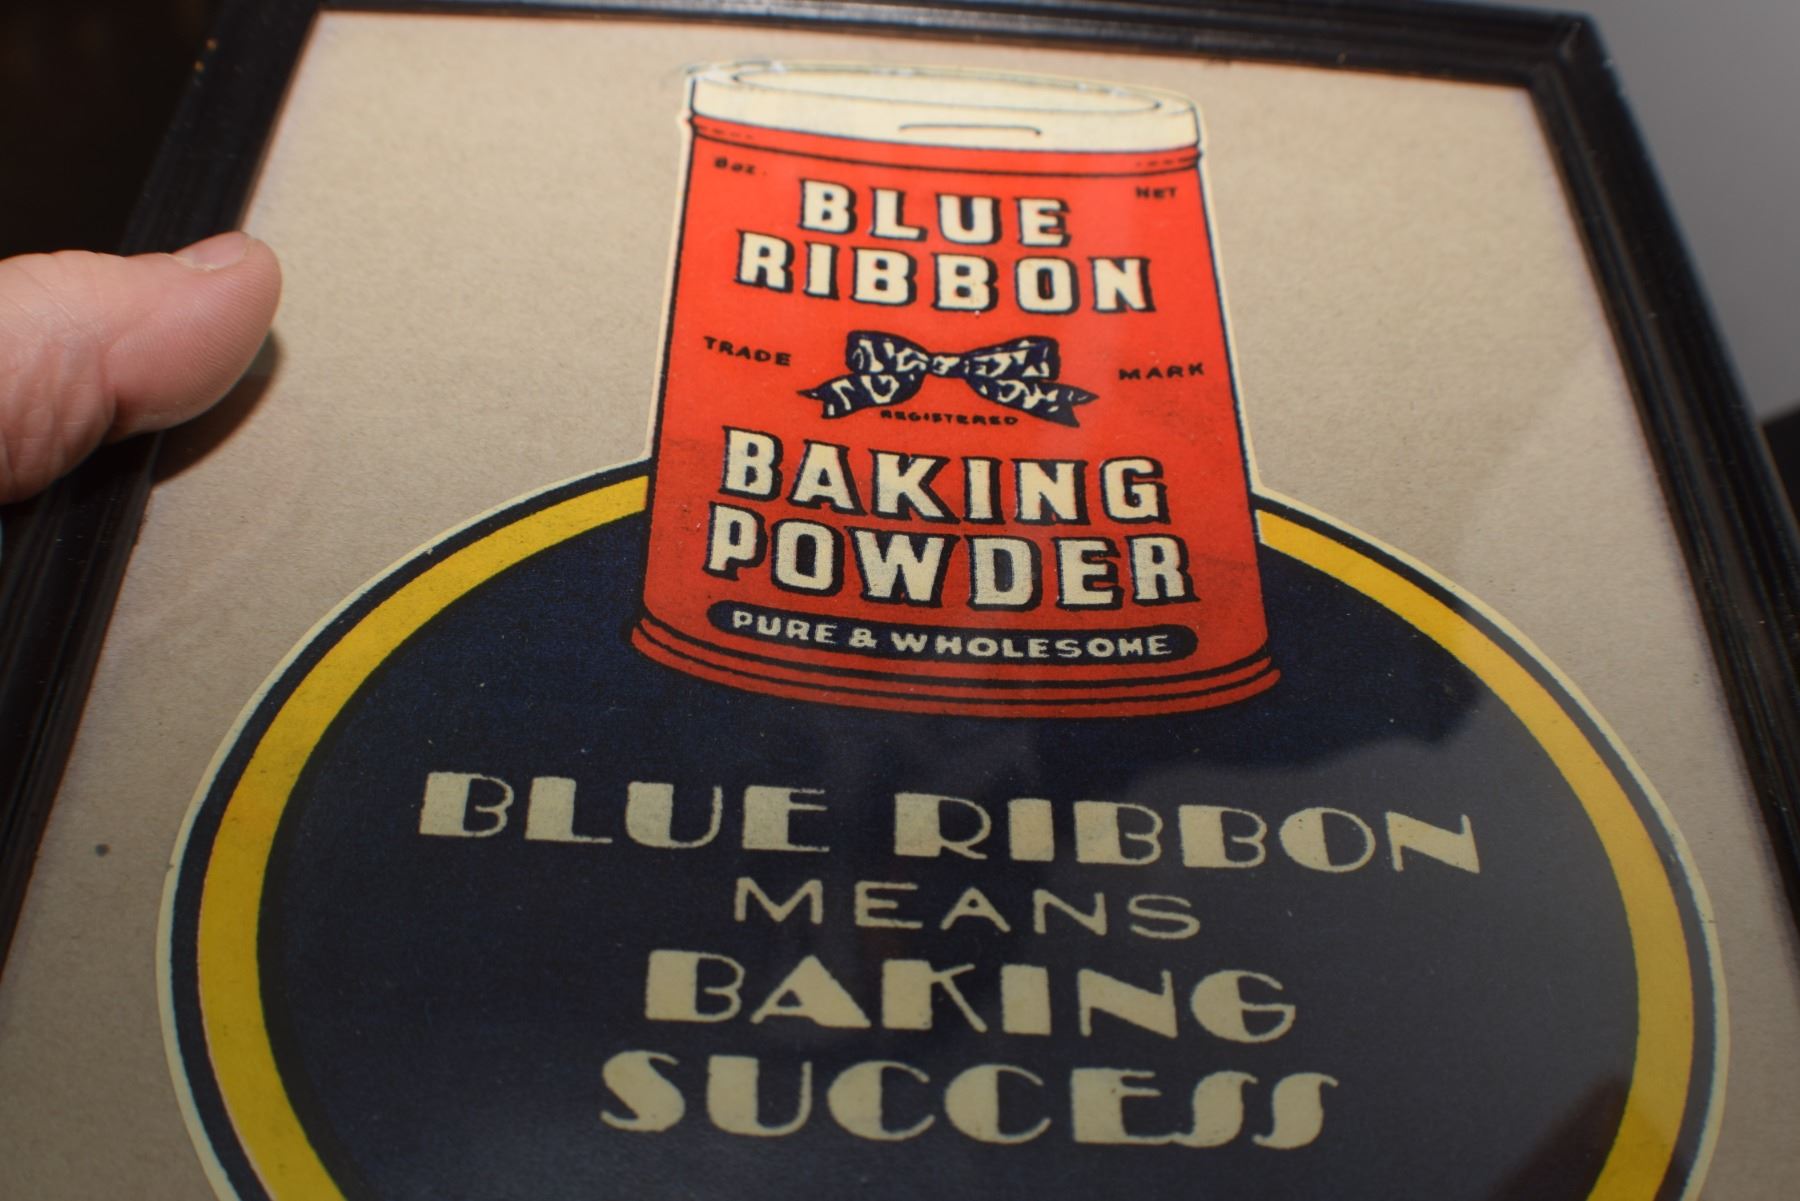 8oz. NET
BLUE
RIBBON
TRADE MARK
REGISTERED
BAKING
POWDER
PURE & WHOLESOME
BLUE RIBBON
MEANS
BAKING
SUCCESS